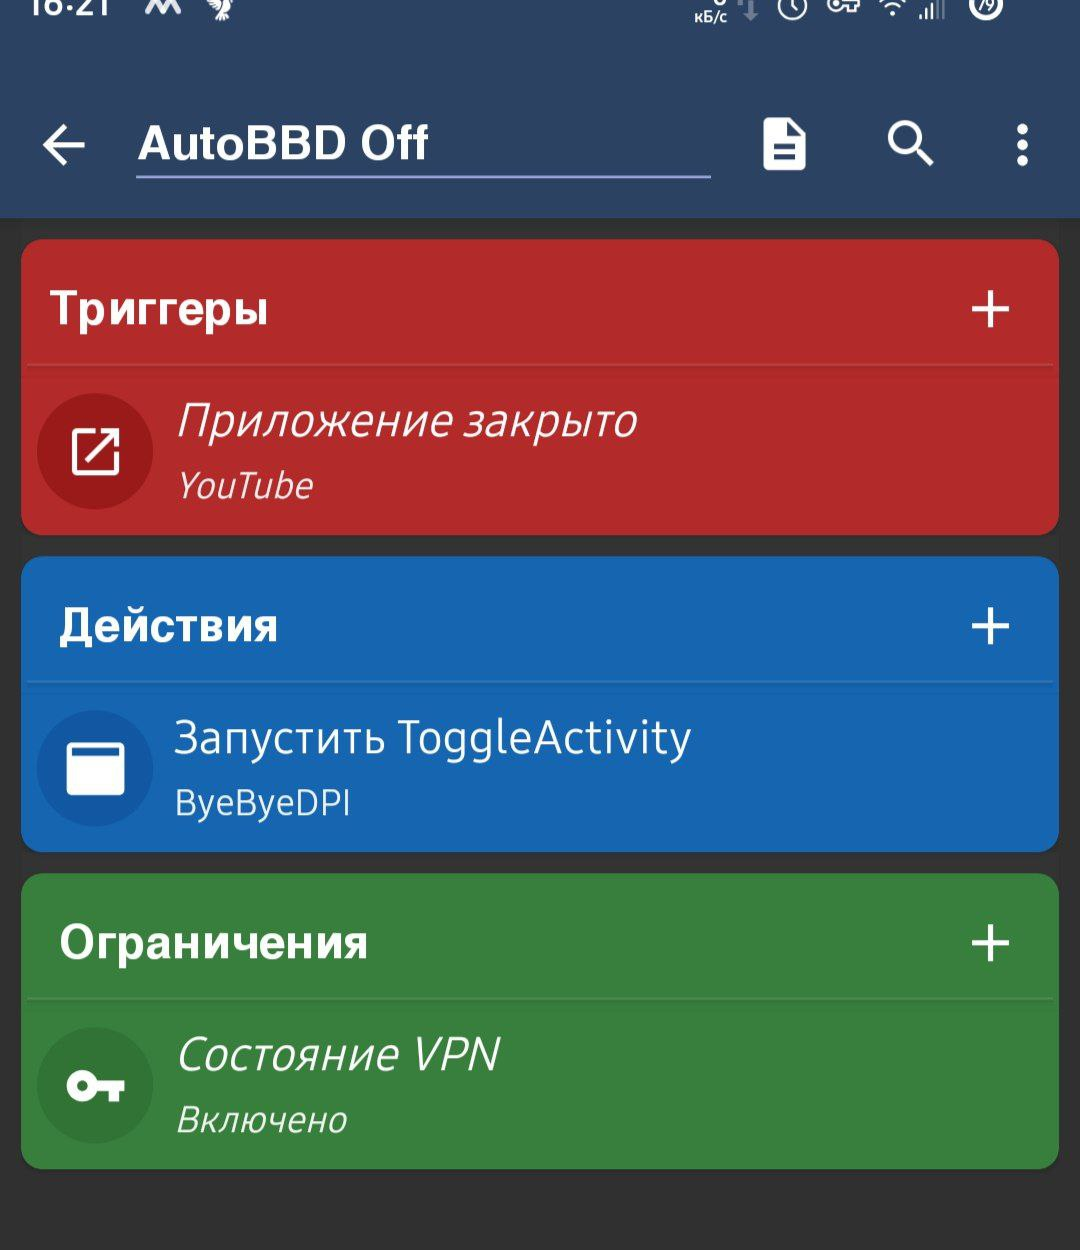 16:21
кБ/с
79
AutoBBD Off
Триггеры
Приложение закрыто
YouTube
Действия
Запустить ToggleActivity
ByeByeDPI
Ограничения
Состояние VPN
Включено